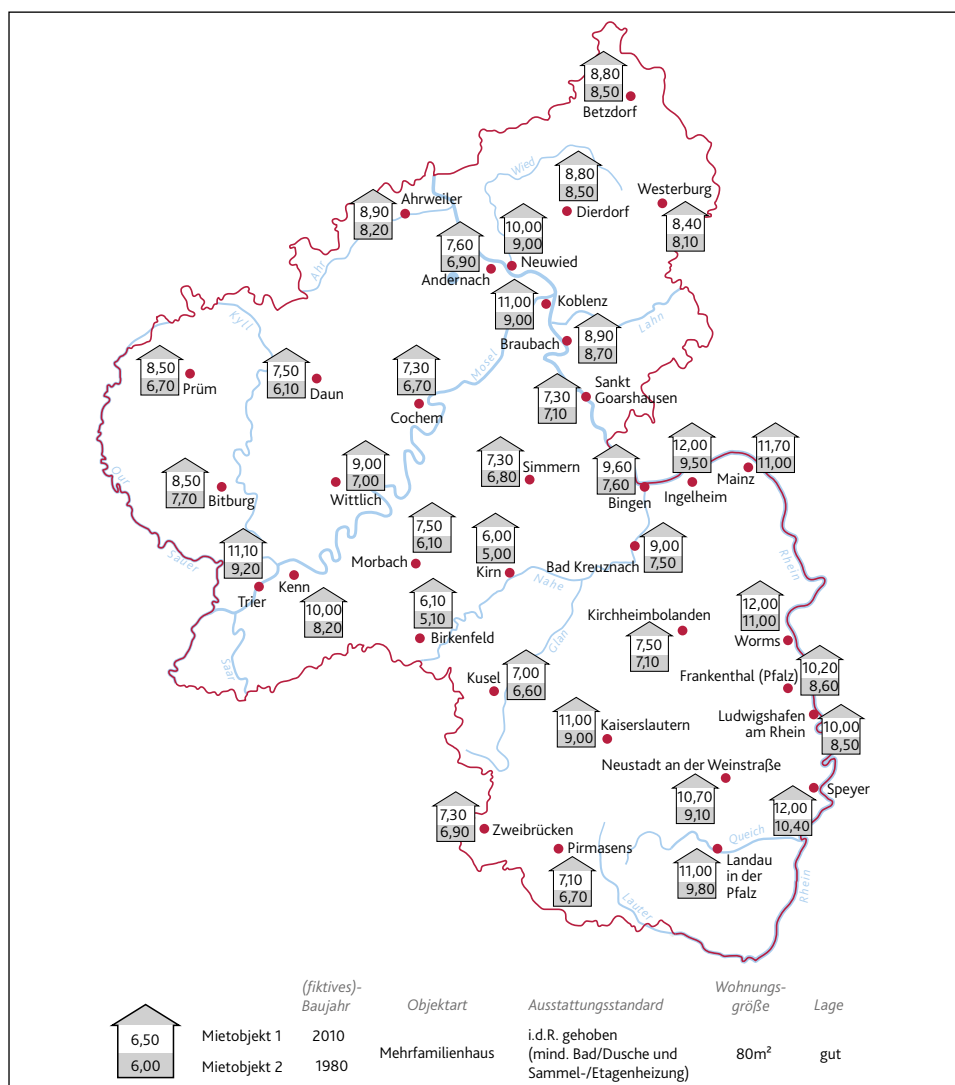 8,80
8,50
Betzdorf
Wied
8,80
8,50
Dierdorf
Westerburg
8,40
8,10
Ahrweiler
8,90
8,20
Ahr
10,00
9,00
Neuwied
7,60
6,90
Andernach
11,00
9,00
Koblenz
Lahn
Braubach
8,90
8,70
Kyll
Mosel
8,50
6,70
Prüm
7,50
6,10
Daun
7,30
6,70
Cochem
7,30
7,10
Sankt
Goarshausen
12,00
9,50
Ingelheim
11,70
11,00
Mainz
Our
8,50
7,70
Bitburg
9,00
7,00
Wittlich
7,30
6,80
Simmern
9,60
7,60
Bingen
Rhein
7,50
6,10
Morbach
6,00
5,00
Kirn
Nahe
Bad Kreuznach
9,00
7,50
Sauer
11,10
9,20
Trier
Kenn
10,00
8,20
Saar
6,10
5,10
Birkenfeld
Glan
Kirchheimbolanden
7,50
7,10
12,00
11,00
Worms
Kusel
7,00
6,60
Frankenthal (Pfalz)
10,20
8,60
11,00
9,00
Kaiserslautern
Ludwigshafen
am Rhein
10,00
8,50
Neustadt an der Weinstraße
10,70
9,10
Speyer
12,00
10,40
7,30
6,90
Zweibrücken
Pirmasens
7,10
6,70
Queich
Landau
in der
Pfalz
11,00
9,80
Lauter
Rhein
(fiktives)-
Baujahr
Objektart
Ausstattungsstandard
Wohnungs-
größe
Lage
6,50
Mietobjekt 1
2010
6,00
Mietobjekt 2
1980
Mehrfamilienhaus
i.d.R. gehoben
(mind. Bad/Dusche und
Sammel-/Etagenheizung)
80m²
gut